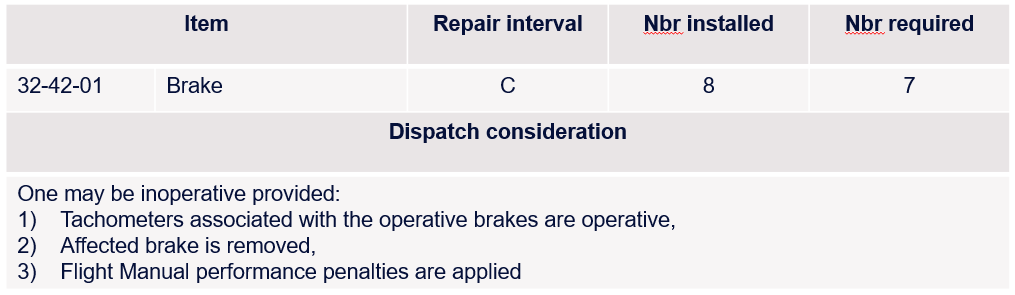 Item Repair interval Nbr installed Nbr required
32-42-01 Brake C 8 7
Dispatch consideration
One may be inoperative provided:
1) Tachometers associated with the operative brakes are operative,
2) Affected brake is removed,
3) Flight Manual performance penalties are applied